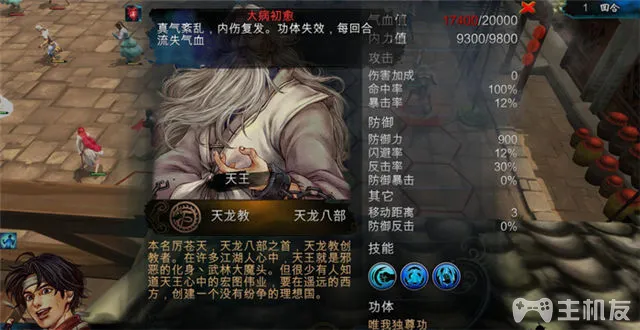 大病初愈
真气紊乱，内伤复发。功体失效，每回合
流失气血
天王
天龙教 天龙八部
本名厉苍天，天龙八部之首，天龙教创
教者。在许多江湖人心中，天王就是邪
恶的化身、武林大魔头。但很少有人知
道天王心中的宏图伟业，要在遥远的西
方，创建一个没有纷争的理想国。
气血值 17400/20000
内力值 9300/9800
攻击
伤害加成 0
命中率 100%
暴击率 12%
防御
防御力 900
闪避率 12%
反击率 30%
防御暴击 0%
其它
移动距离 3
防御反击 0%
技能
功体
唯我独尊功
1 回合
主机友